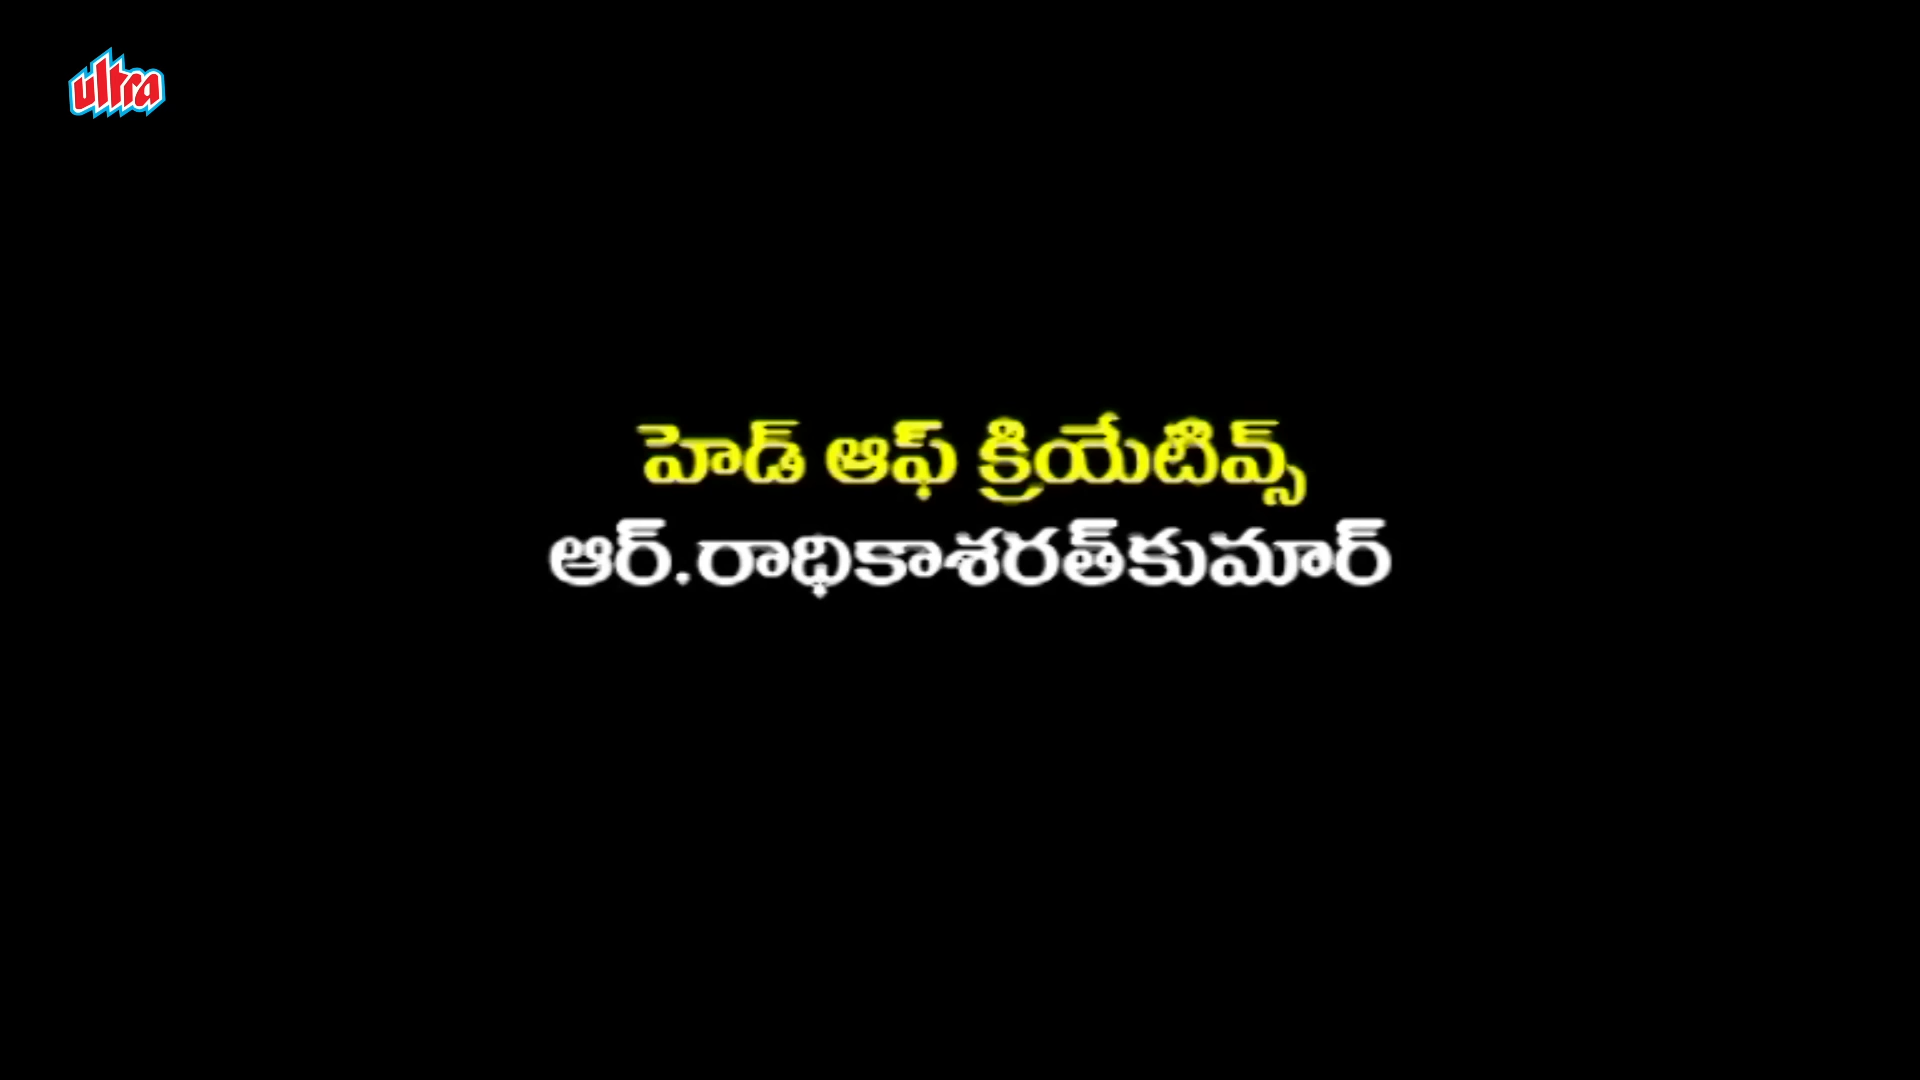 ultra
హెడ్ ఆఫ్ క్రియేటివ్స్
ఆర్.రాధికాశరత్‌కుమార్